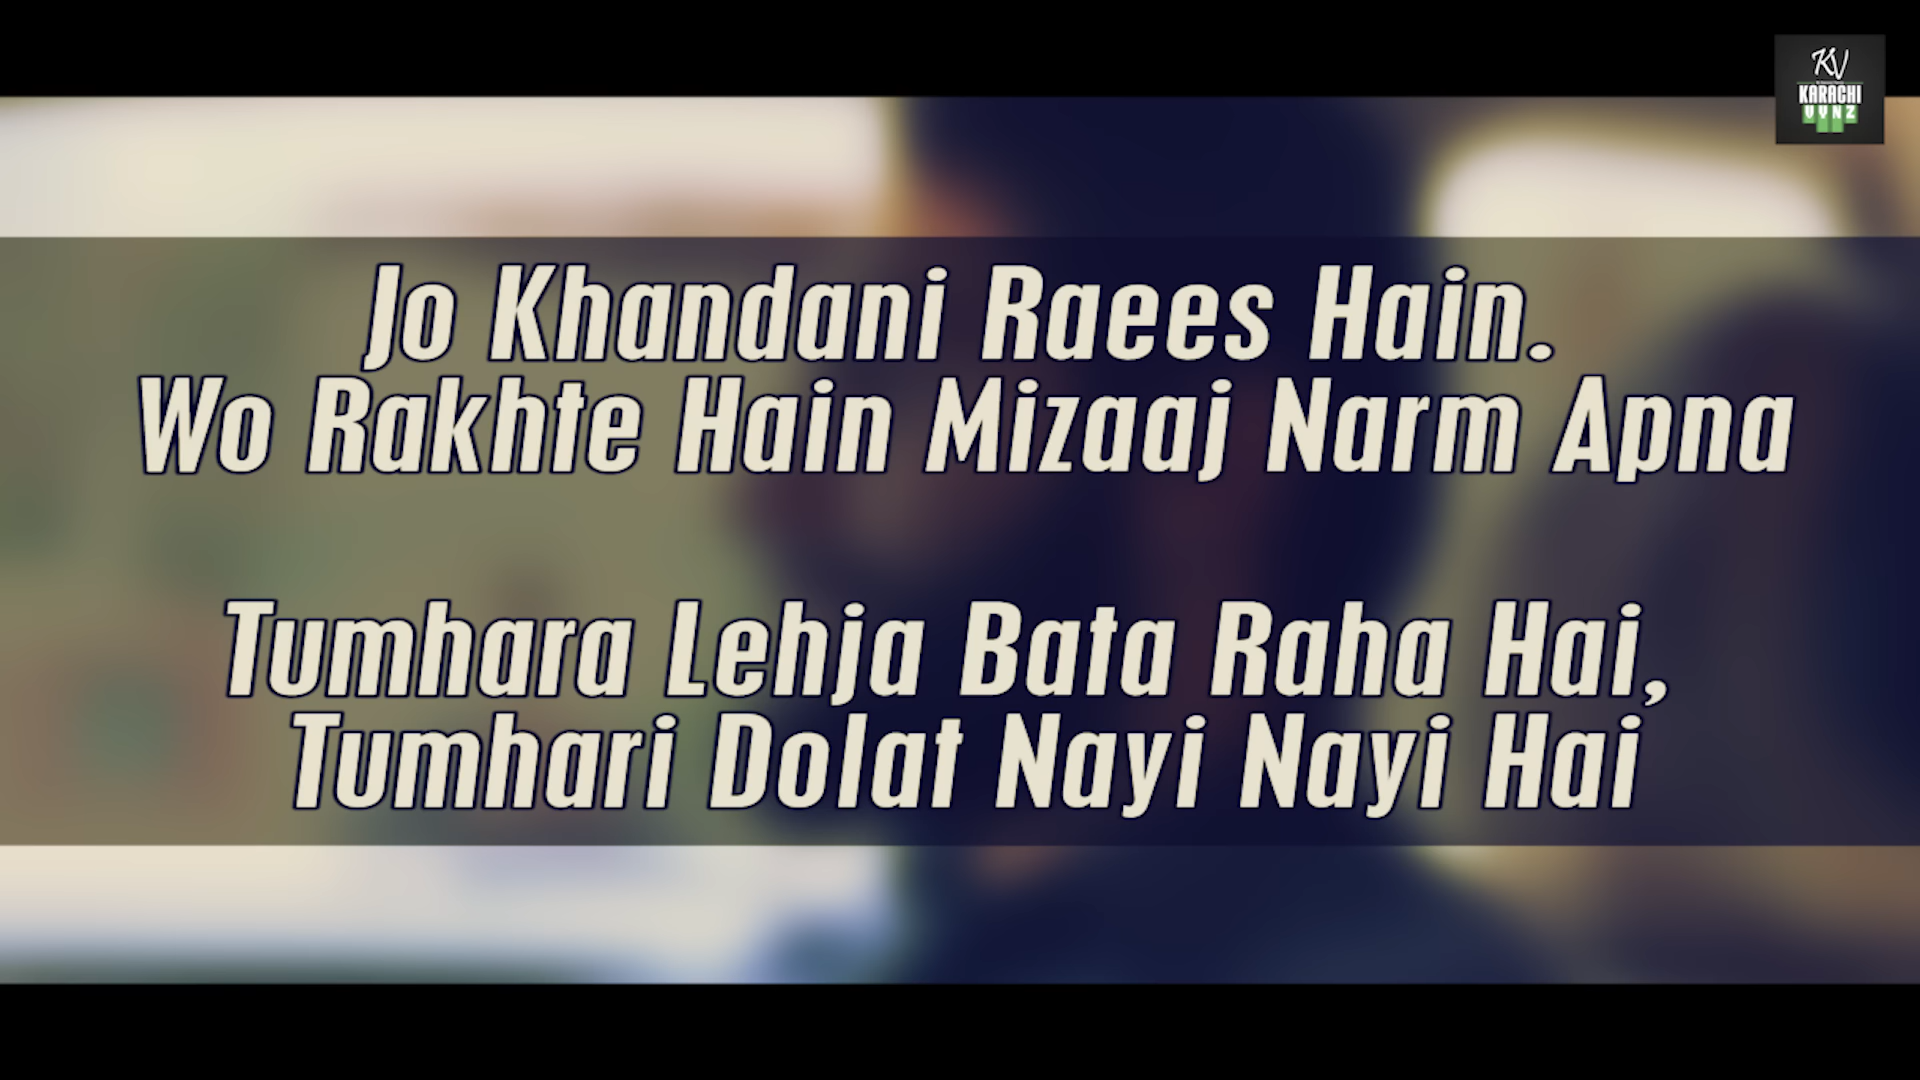 KV
KARACHI
VYNZ
Jo Khandani Raees Hain.
Wo Rakhte Hain Mizaaj Narm Apna
Tumhara Lehja Bata Raha Hai,
Tumhari Dolat Nayi Nayi Hai